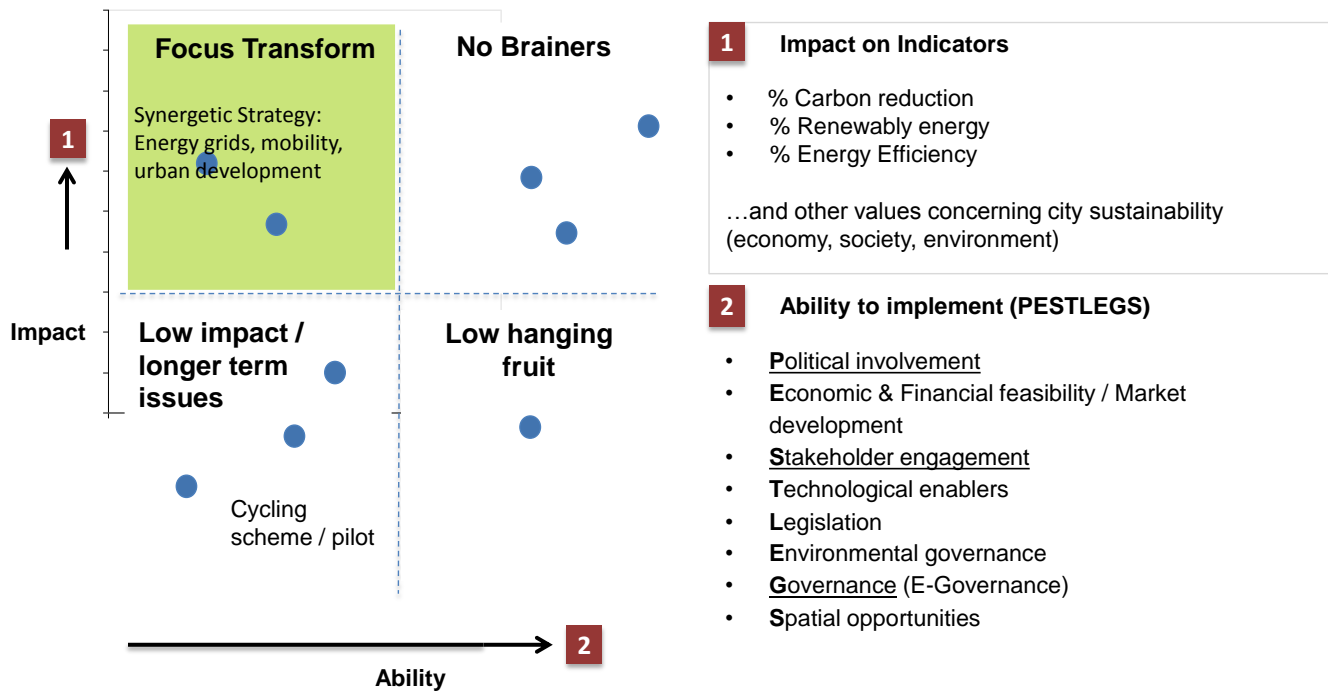 Focus Transform
No Brainers
Synergetic Strategy:
Energy grids, mobility,
urban development
1
Impact
Low impact /
longer term
issues
Low hanging
fruit
Cycling
scheme / pilot
2
Ability
1 Impact on Indicators
• % Carbon reduction
• % Renewably energy
• % Energy Efficiency
…and other values concerning city sustainability
(economy, society, environment)
2 Ability to implement (PESTLEGS)
• Political involvement
• Economic & Financial feasibility / Market
development
• Stakeholder engagement
• Technological enablers
• Legislation
• Environmental governance
• Governance (E-Governance)
• Spatial opportunities